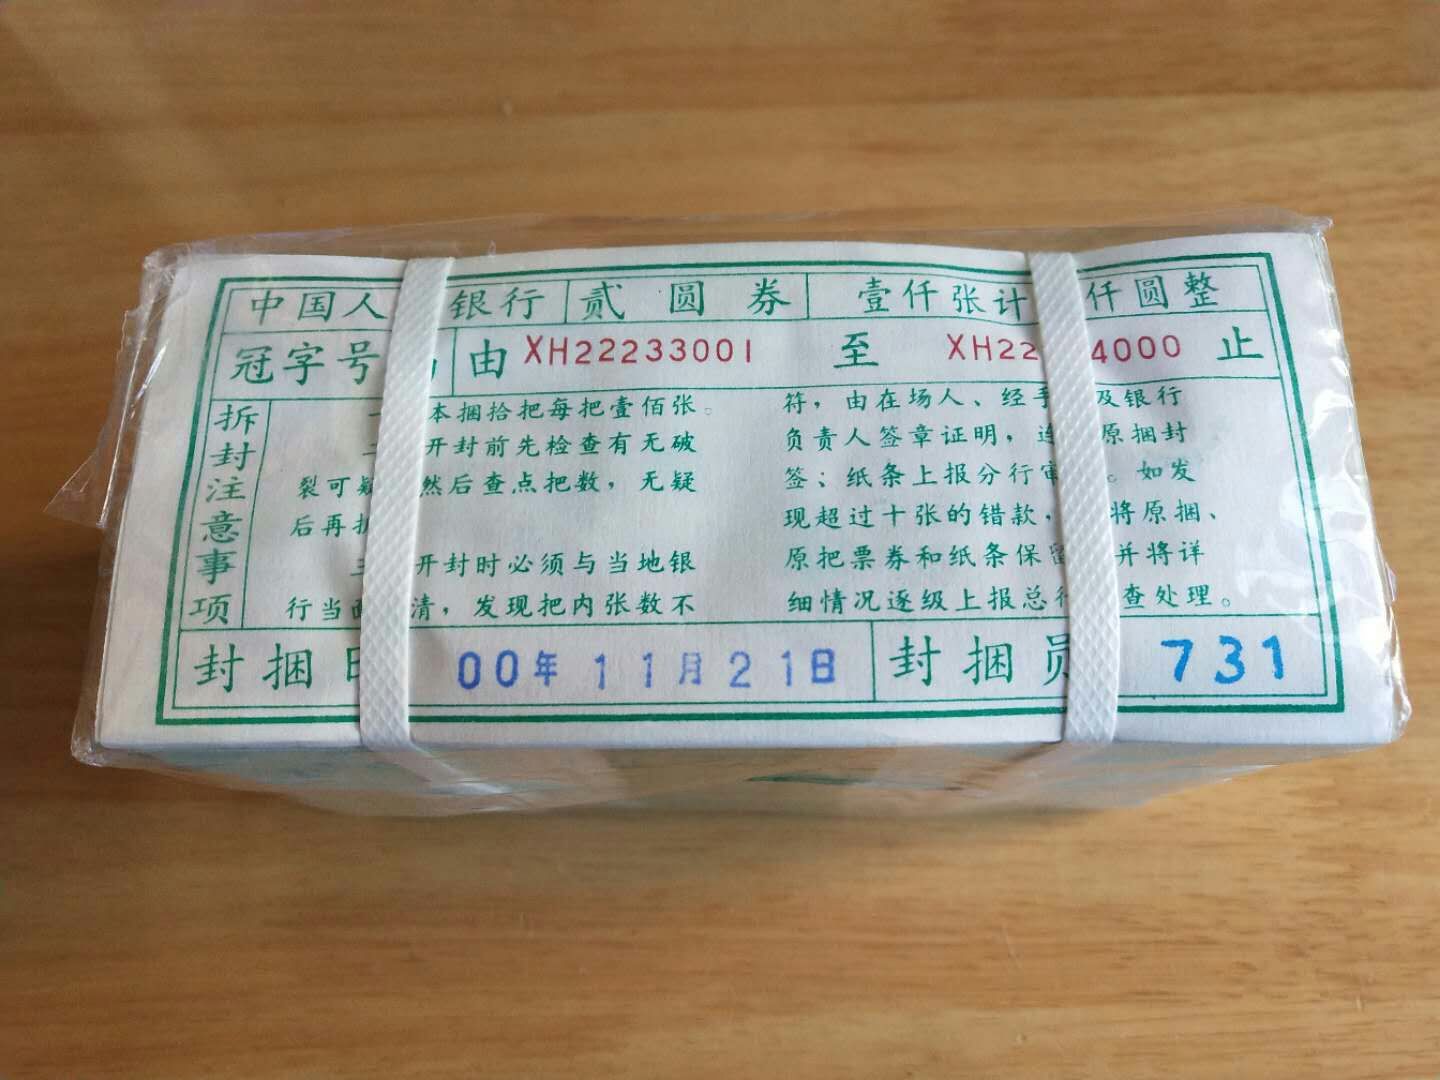 中国人 银行 贰圆券 壹仟张计 仟圆整
冠字号 由 XH22233001 至 XH22 4000 止
拆封注意事项
本捆拾把每把壹佰张。
开封前先检查有无破
裂可疑 然后查点把数，无疑
后再拆
开封时必须与当地银
行当面 清，发现把内张数不
符，由在场人、经手 及银行
负责人签章证明，连 原捆封
签；纸条上报分行审 。如发
现超过十张的错款， 将原捆、
原把票券和纸条保留 并将详
细情况逐级上报总行 查处理。
封捆日 00年11月21日 封捆员 731